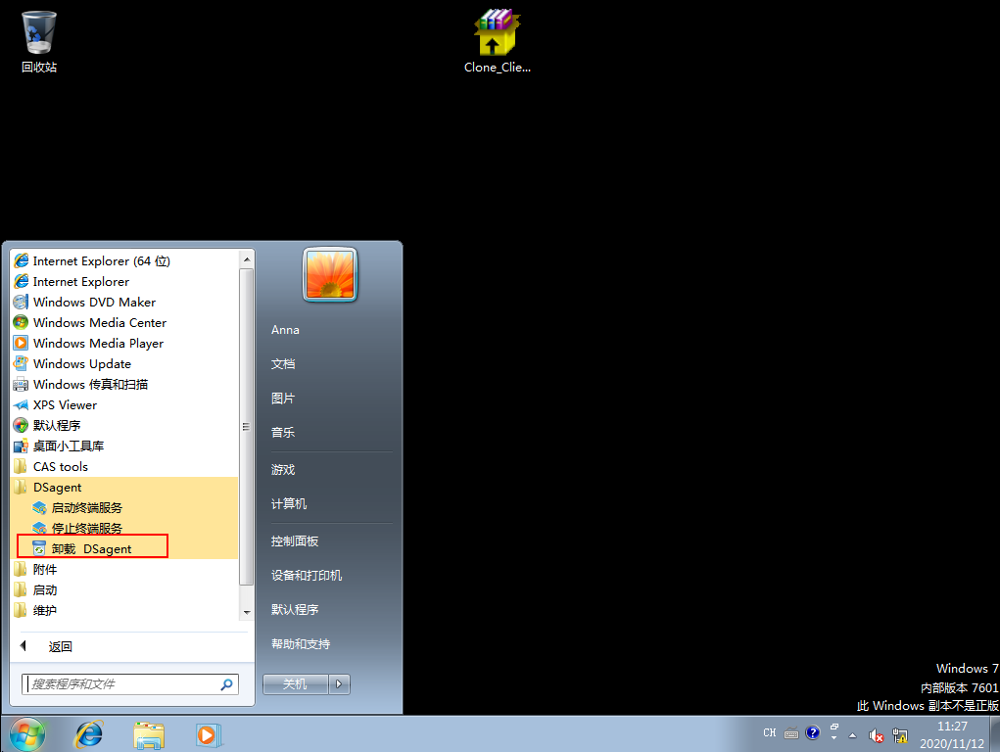 回收站
Clone_Clie...
Internet Explorer (64 位)
Internet Explorer
Windows DVD Maker
Windows Media Center
Windows Media Player
Windows Update
Windows 传真和扫描
XPS Viewer
默认程序
桌面小工具库
CAS tools
DSagent
启动终端服务
停止终端服务
卸载 DSagent
附件
启动
维护
返回
搜索程序和文件
Anna
文档
图片
音乐
游戏
计算机
控制面板
设备和打印机
默认程序
帮助和支持
关机
Windows 7
内部版本 7601
此 Windows 副本不是正版
CH
11:27
2020/11/12